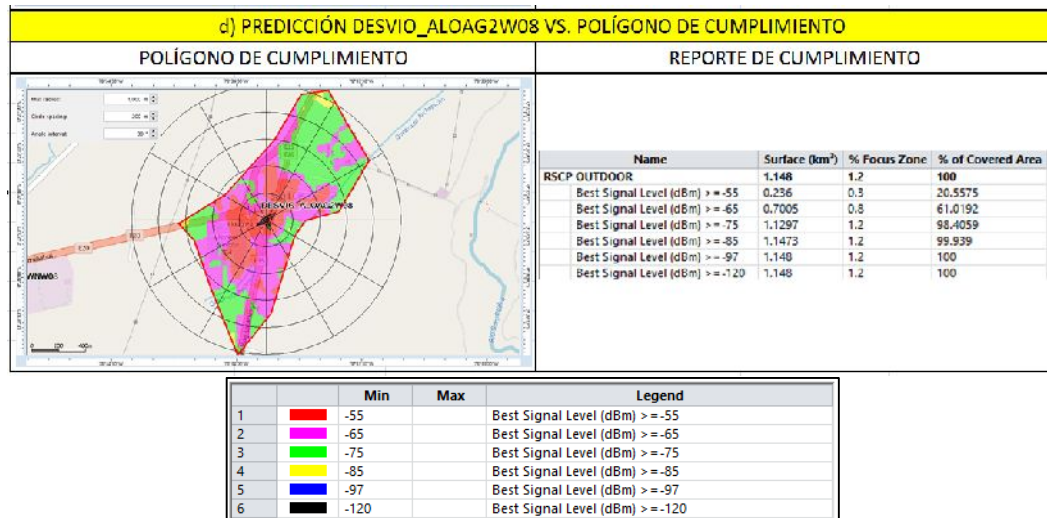 d) PREDICCIÓN DESVIO_ALOAG2W08 VS. POLÍGONO DE CUMPLIMIENTO
POLÍGONO DE CUMPLIMIENTO
REPORTE DE CUMPLIMIENTO
DESVIO_ALOAG2W08
WNW08
Name Surface (km²) % Focus Zone % of Covered Area
RSCP OUTDOOR 1.148 1.2 100
Best Signal Level (dBm) >=-55 0.236 0.3 20.5575
Best Signal Level (dBm) >=-65 0.7005 0.8 61.0192
Best Signal Level (dBm) >=-75 1.1297 1.2 98.4059
Best Signal Level (dBm) >=-85 1.1473 1.2 99.939
Best Signal Level (dBm) >=-97 1.148 1.2 100
Best Signal Level (dBm) >=-120 1.148 1.2 100
Min Max Legend
1 -55 Best Signal Level (dBm) >=-55
2 -65 Best Signal Level (dBm) >=-65
3 -75 Best Signal Level (dBm) >=-75
4 -85 Best Signal Level (dBm) >=-85
5 -97 Best Signal Level (dBm) >=-97
6 -120 Best Signal Level (dBm) >=-120